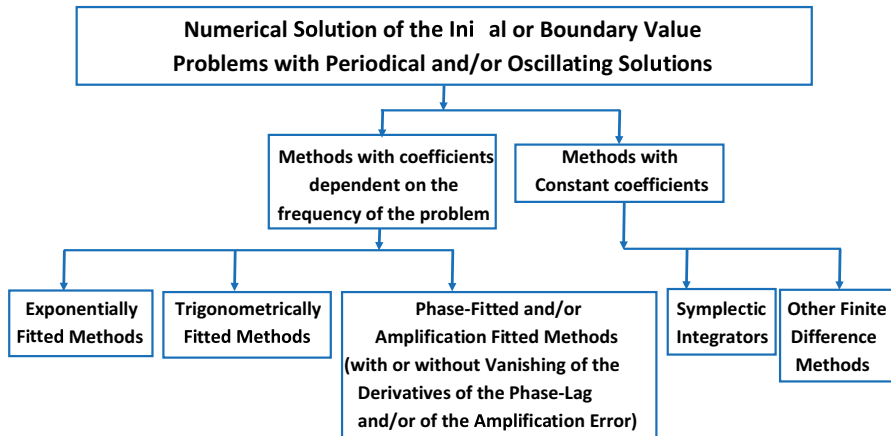 Numerical Solution of the Ini al or Boundary Value
Problems with Periodical and/or Oscillating Solutions
Methods with coefficients
dependent on the
frequency of the problem
Methods with
Constant coefficients
Exponentially
Fitted Methods
Trigonometrically
Fitted Methods
Phase-Fitted and/or
Amplification Fitted Methods
(with or without Vanishing of the
Derivatives of the Phase-Lag
and/or of the Amplification Error)
Symplectic
Integrators
Other Finite
Difference
Methods